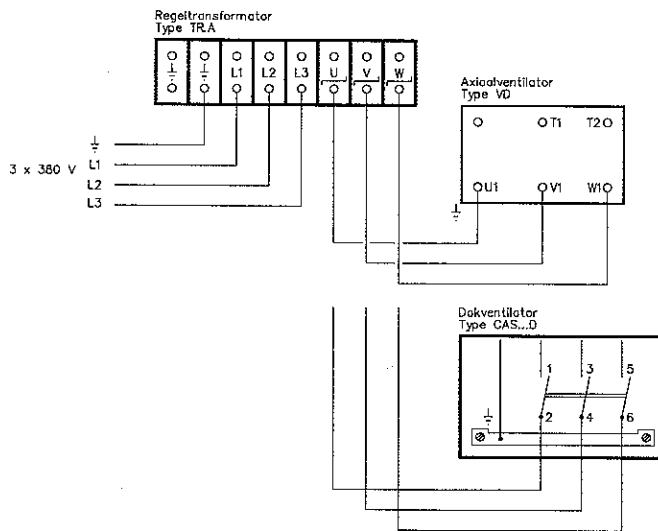 Regeltransformator
Type TR.A
L1 L2 L3 U V W
Axiaalventilator
Type VD
T1 T2
U1 V1 W1
3 x 380 V
L1
L2
L3
Dakventilator
Type CAS...D
1 3 5
2 4 6